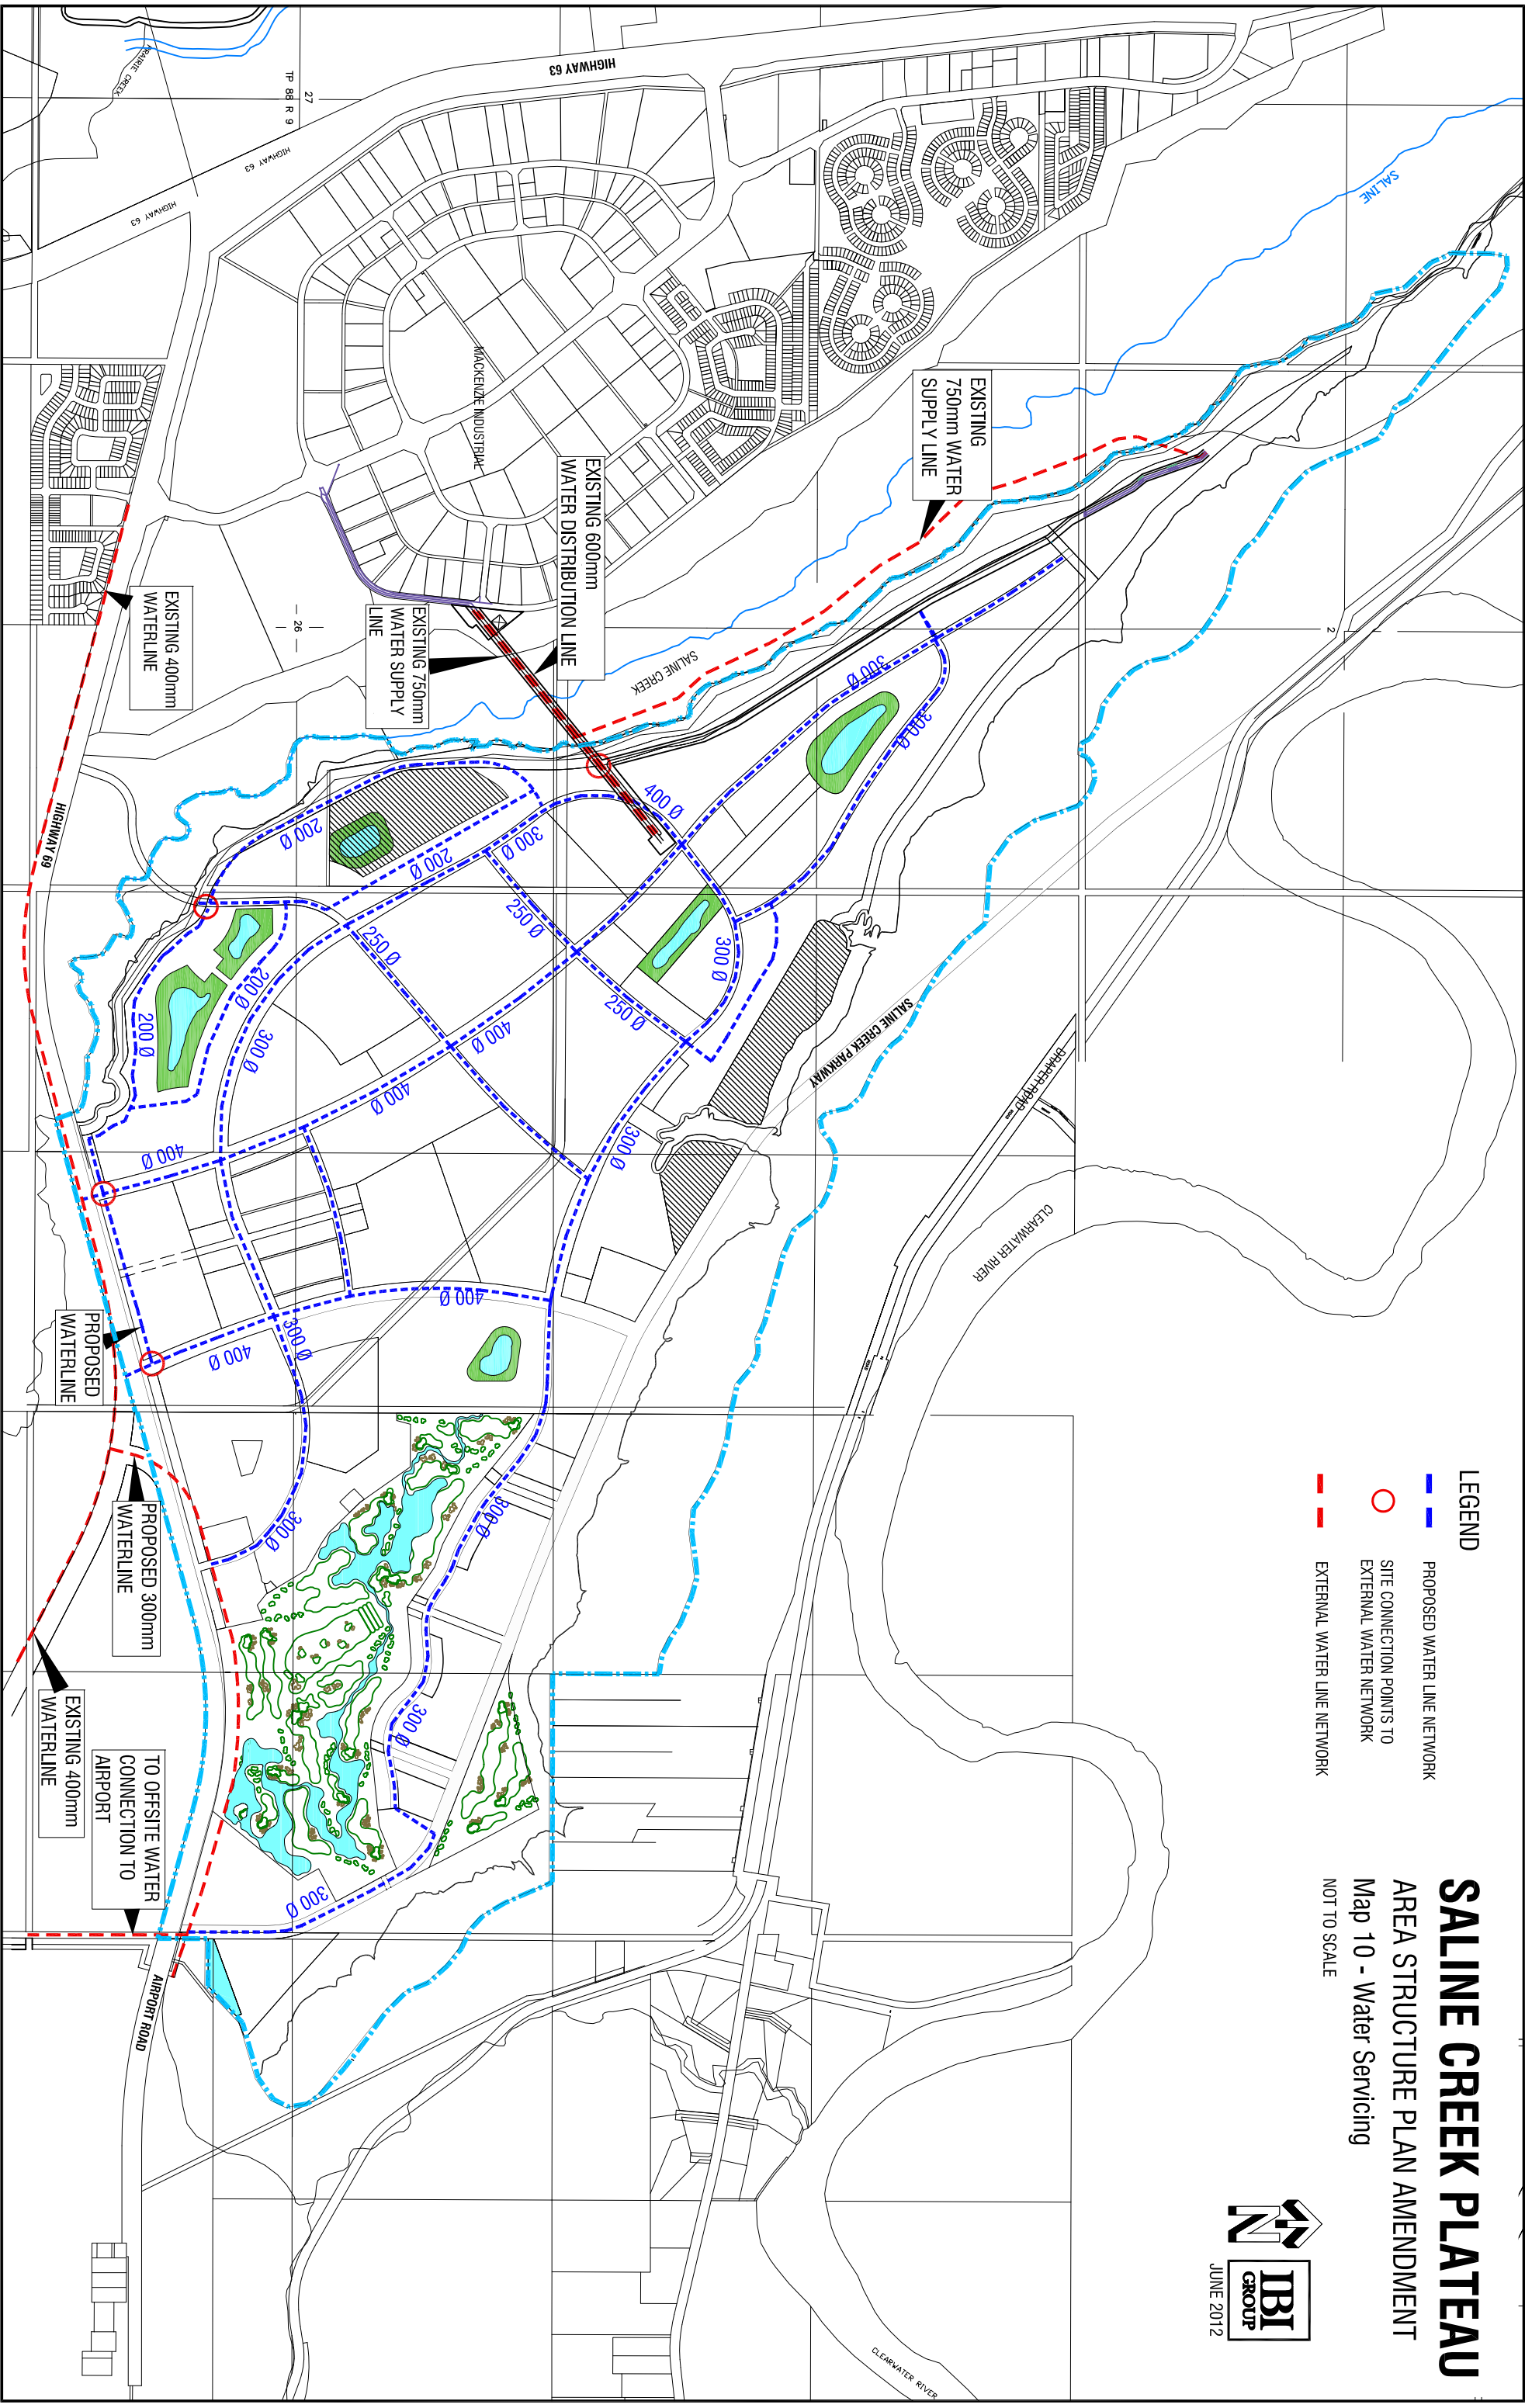 SALINE CREEK PLATEAU
AREA STRUCTURE PLAN AMENDMENT
Map 10 - Water Servicing
NOT TO SCALE
N
IBI
GROUP
JUNE 2012
LEGEND
PROPOSED WATER LINE NETWORK
SITE CONNECTION POINTS TO
EXTERNAL WATER NETWORK
EXTERNAL WATER LINE NETWORK
SALINE
2
EXISTING
750mm WATER
SUPPLY LINE
EXISTING 600mm
WATER DISTRIBUTION LINE
EXISTING 750mm
WATER SUPPLY
LINE
EXISTING 400mm
WATERLINE
PROPOSED
WATERLINE
PROPOSED 300mm
WATERLINE
EXISTING 400mm
WATERLINE
TO OFFSITE WATER
CONNECTION TO
AIRPORT
HIGHWAY 63
HIGHWAY 63
HIGHWAY 63
PRAIRIE CREEK
27
TP 88 R 9
MACKENZIE INDUSTRIAL
26
SALINE CREEK
HIGHWAY 69
SALINE CREEK PARKWAY
DRAPER ROAD
CLEARWATER RIVER
CLEARWATER RIVER
AIRPORT ROAD
300 Ø
300 Ø
400 Ø
300 Ø
200 Ø
200 Ø
250 Ø
250 Ø
300 Ø
250 Ø
200 Ø
200 Ø
300 Ø
400 Ø
400 Ø
400 Ø
300 Ø
400 Ø
400 Ø
300 Ø
300 Ø
300 Ø
300 Ø
300 Ø